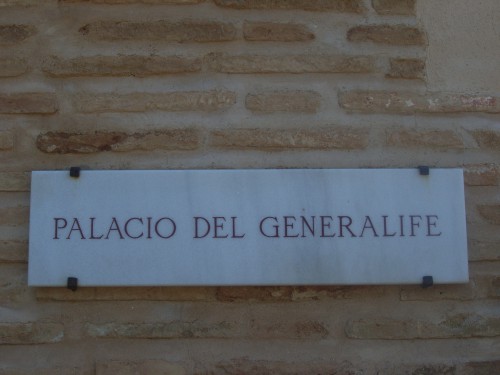 PALACIO DEL GENERALIFE